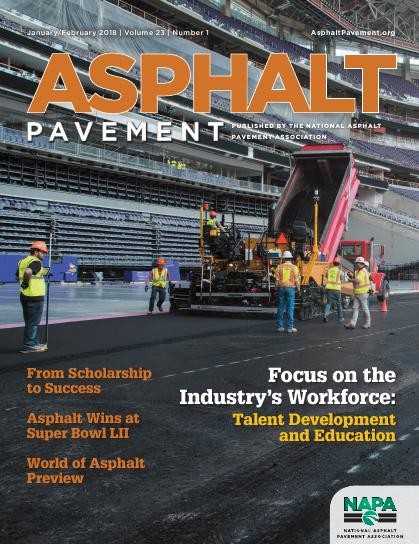 January/February 2018 | Volume 23 | Number 1
AsphaltPavement.org
ASPHALT
PAVEMENT
PUBLISHED BY THE NATIONAL ASPHALT
PAVEMENT ASSOCIATION
From Scholarship
to Success
Asphalt Wins at
Super Bowl LII
World of Asphalt
Preview
Focus on the
Industry's Workforce:
Talent Development
and Education
NAPA
NATIONAL ASPHALT
PAVEMENT ASSOCIATION